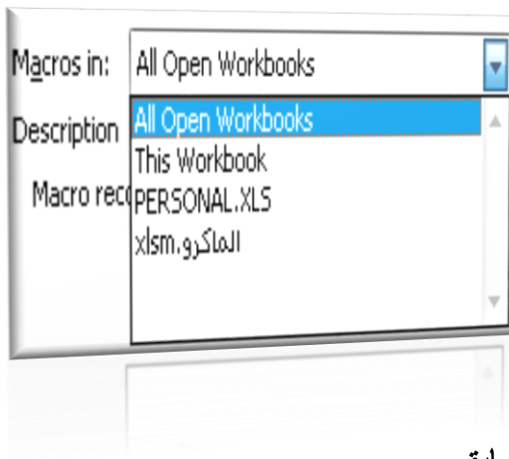 Macros in: All Open Workbooks
Description All Open Workbooks
This Workbook
Macro rec PERSONAL.XLS
الماكرو.xlsm